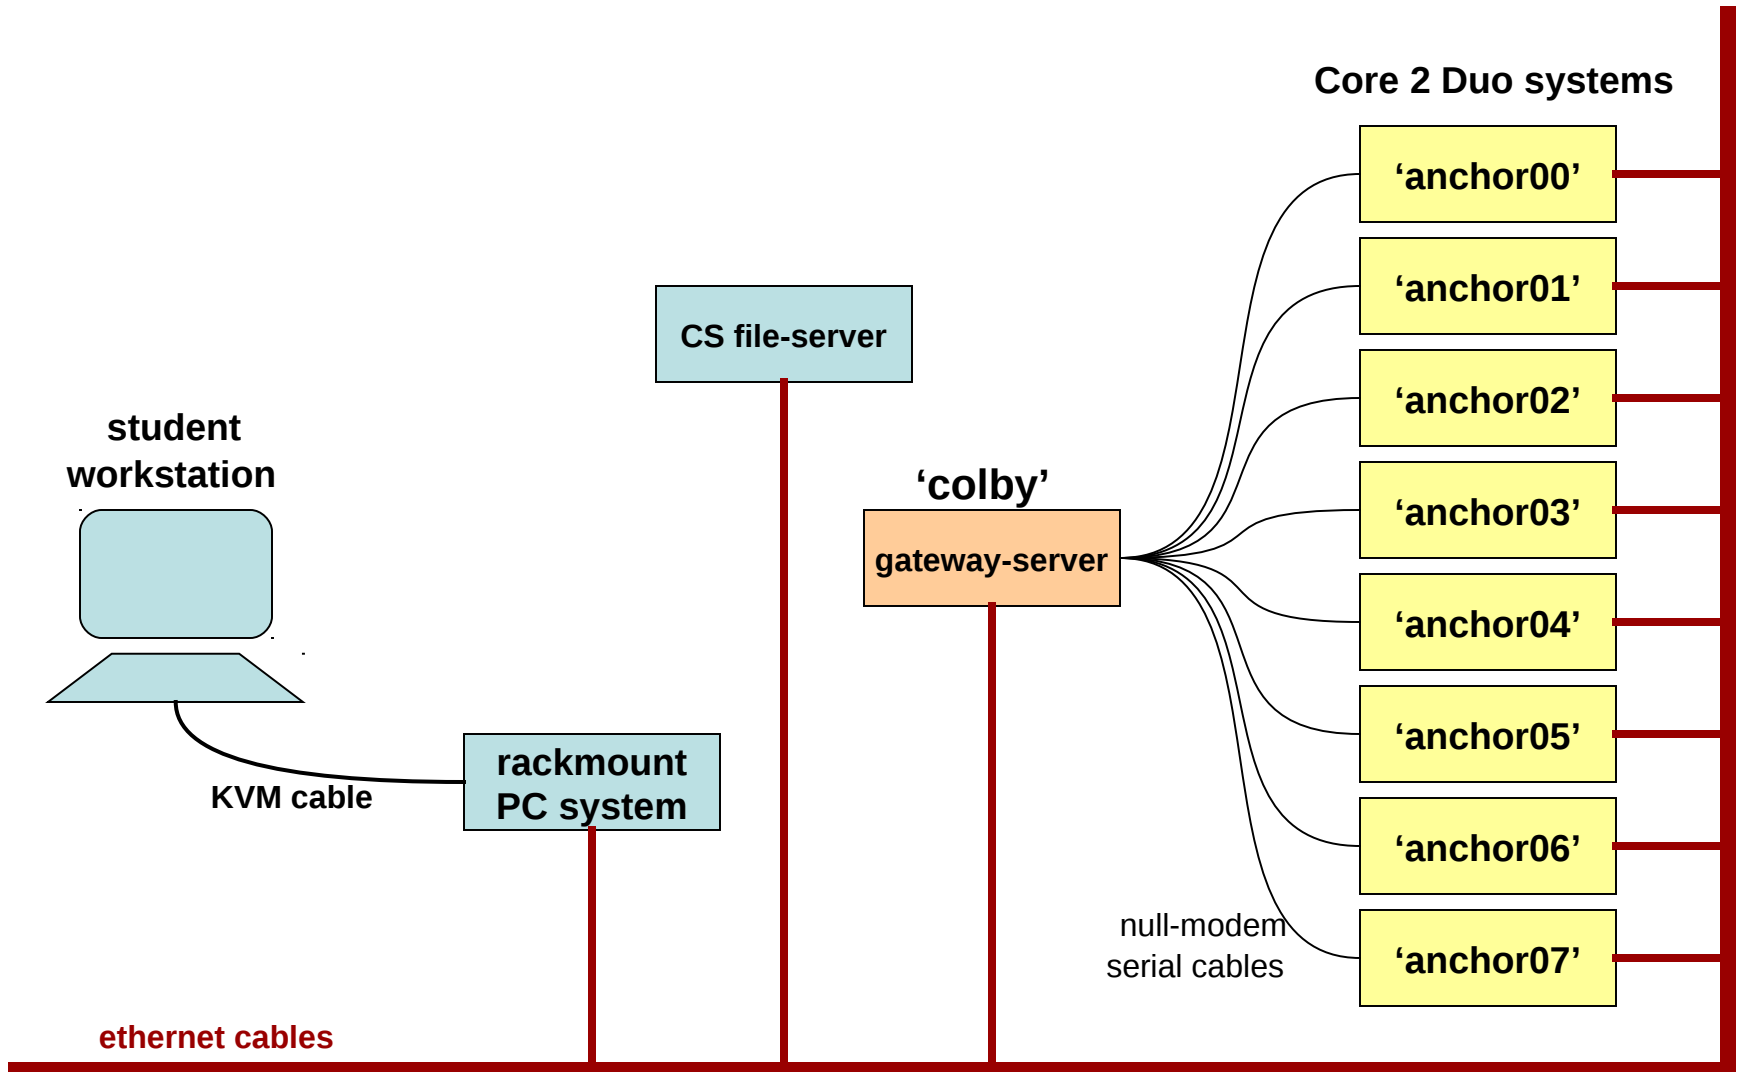 Core 2 Duo systems
‘anchor00’
‘anchor01’
CS file-server
‘anchor02’
student
workstation
‘colby’
‘anchor03’
gateway-server
‘anchor04’
‘anchor05’
rackmount
PC system
KVM cable
‘anchor06’
null-modem
serial cables
‘anchor07’
ethernet cables